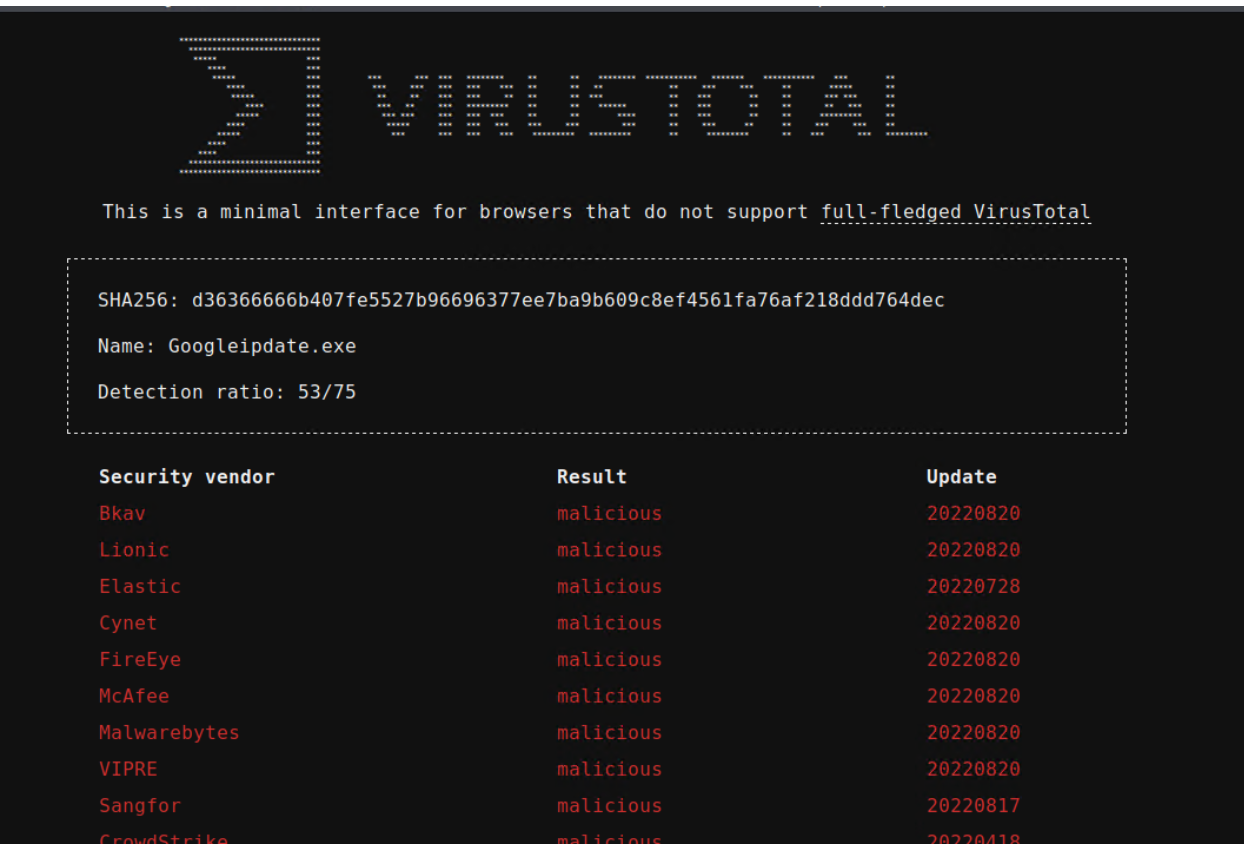 VIRUSTOTAL
This is a minimal interface for browsers that do not support full-fledged VirusTotal
SHA256: d36366666b407fe5527b96696377ee7ba9b609c8ef4561fa76af218ddd764dec
Name: Googleipdate.exe
Detection ratio: 53/75
Security vendor Result Update
Bkav malicious 20220820
Lionic malicious 20220820
Elastic malicious 20220728
Cynet malicious 20220820
FireEye malicious 20220820
McAfee malicious 20220820
Malwarebytes malicious 20220820
VIPRE malicious 20220820
Sangfor malicious 20220817
CrowdStrike malicious 20220418